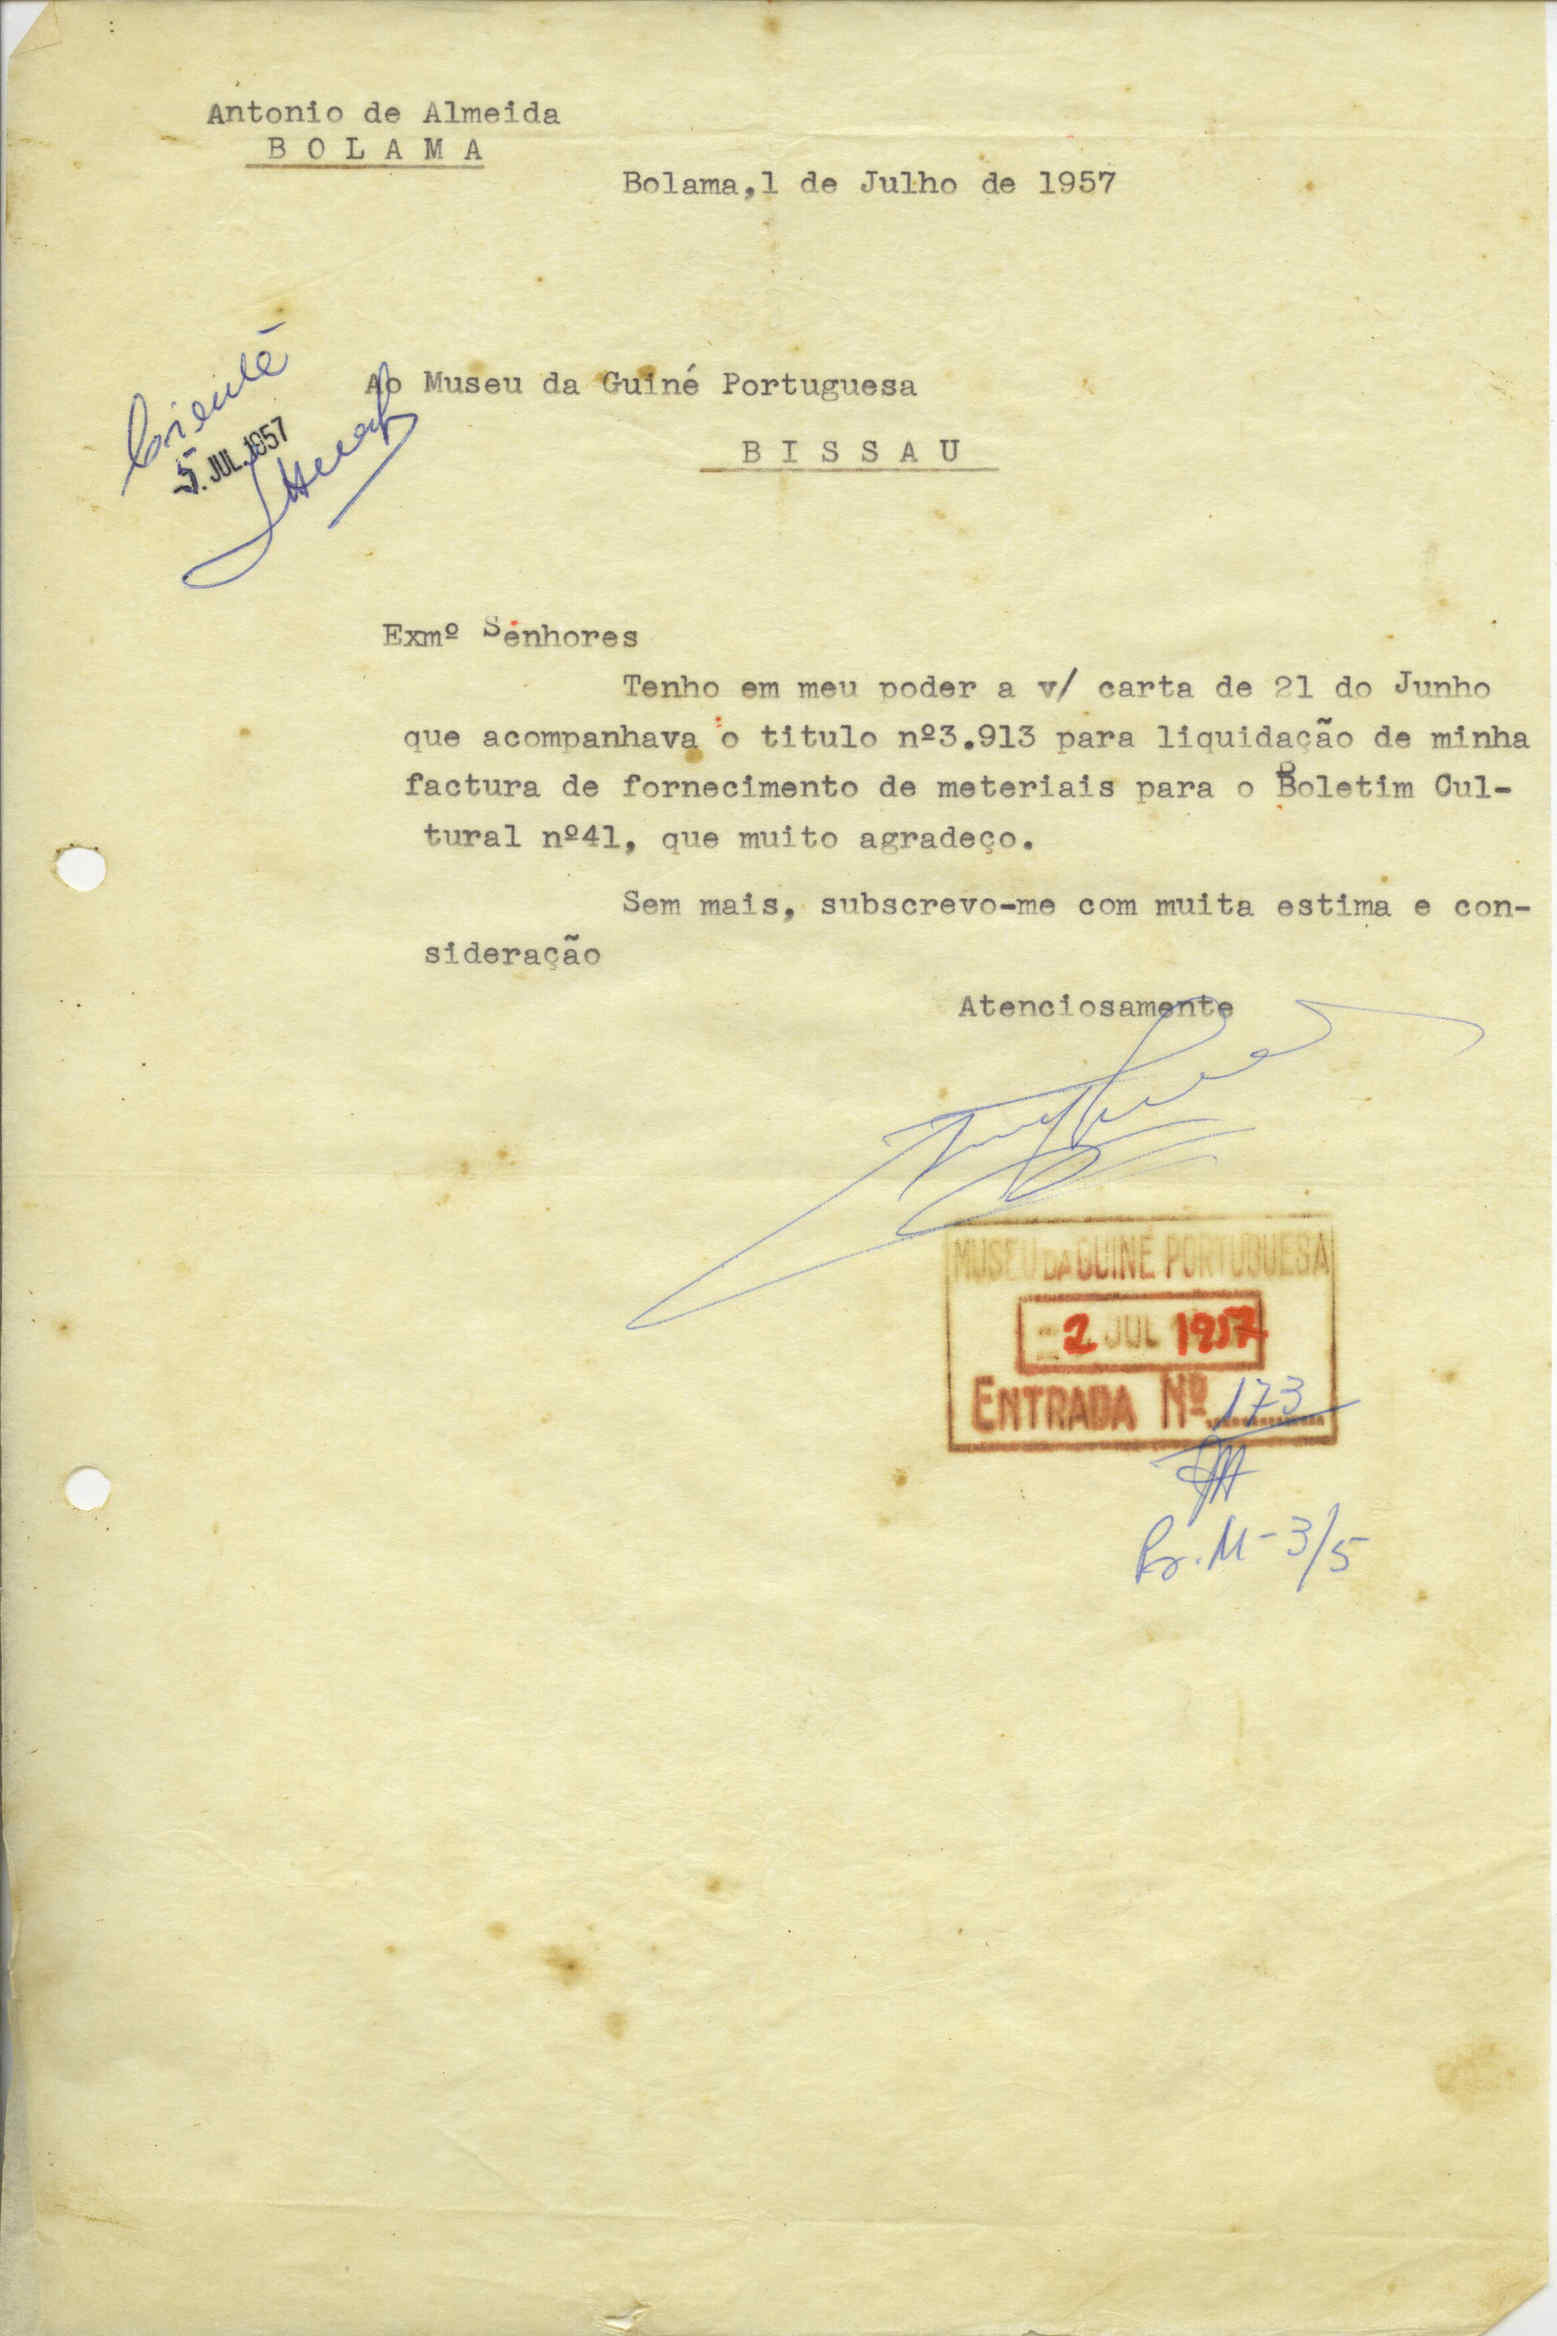 Antonio de Almeida
B O L A M A
Bolama,1 de Julho de 1957
Ciente
5. JUL. 1957
Ao Museu da Guiné Portuguesa
B I S S A U
Exmº Senhores
Tenho em meu poder a v/ carta de 21 do Junho
que acompanhava o titulo nº3.913 para liquidação de minha
factura de fornecimento de meteriais para o Boletim Cul-
tural nº41, que muito agradeço.
Sem mais, subscrevo-me com muita estima e con-
sideração
Atenciosamente
MUSEU DA GUINÉ PORTUGUESA
-2 JUL 1957
ENTRADA Nº 173
M-3/5